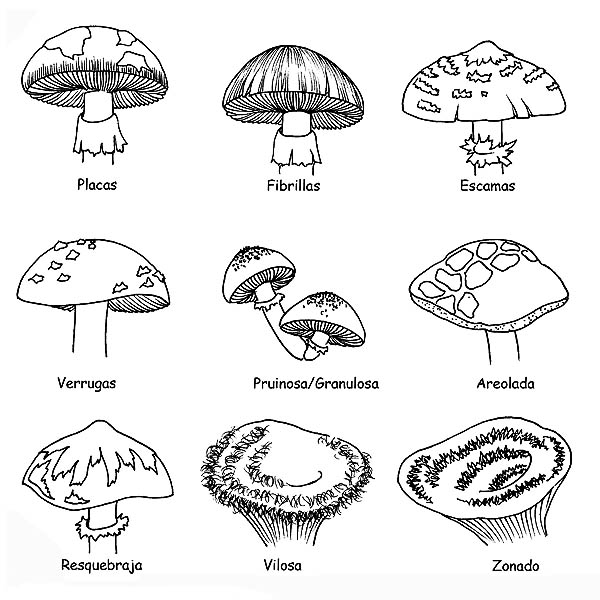 Placas
Fibrillas
Escamas
Verrugas
Pruinosa/Granulosa
Areolada
Resquebraja
Vilosa
Zonado